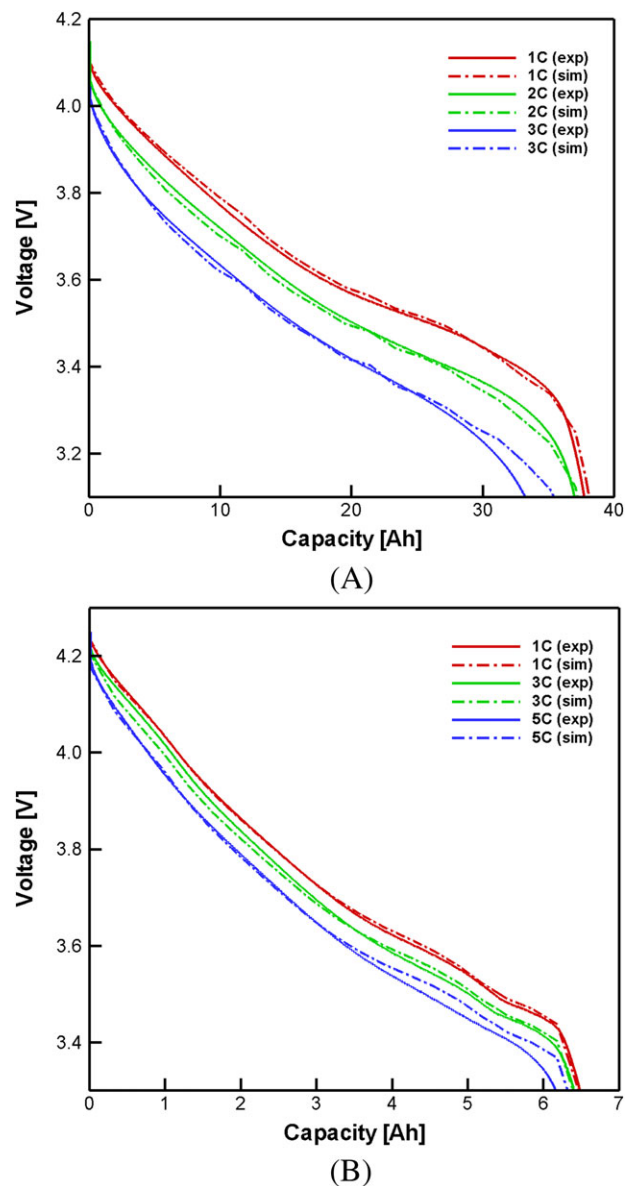 4.2
4.0
3.8
3.6
3.4
3.2
Voltage [V]
1C (exp)
1C (sim)
2C (exp)
2C (sim)
3C (exp)
3C (sim)
0 10 20 30 40
Capacity [Ah]
(A)
4.2
4.0
3.8
3.6
3.4
Voltage [V]
1C (exp)
1C (sim)
3C (exp)
3C (sim)
5C (exp)
5C (sim)
0 1 2 3 4 5 6 7
Capacity [Ah]
(B)